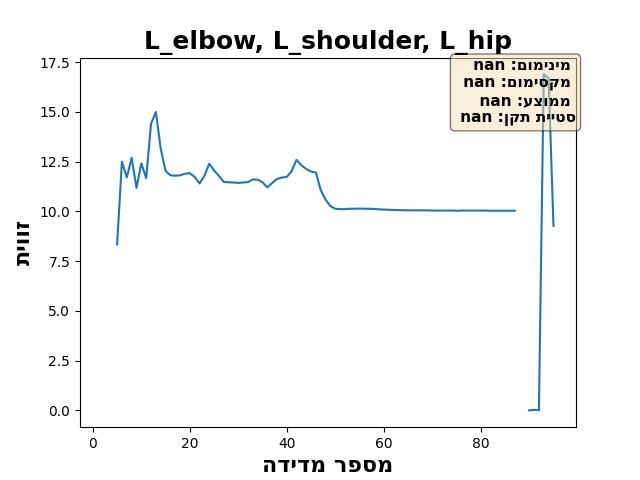 L_elbow, L_shoulder, L_hip
מינימום: nan
מקסימום: nan
ממוצע: nan
סטיית תקן: nan
17.5
15.0
12.5
10.0
7.5
5.0
2.5
0.0
זווית
0 20 40 60 80
מספר מדידה